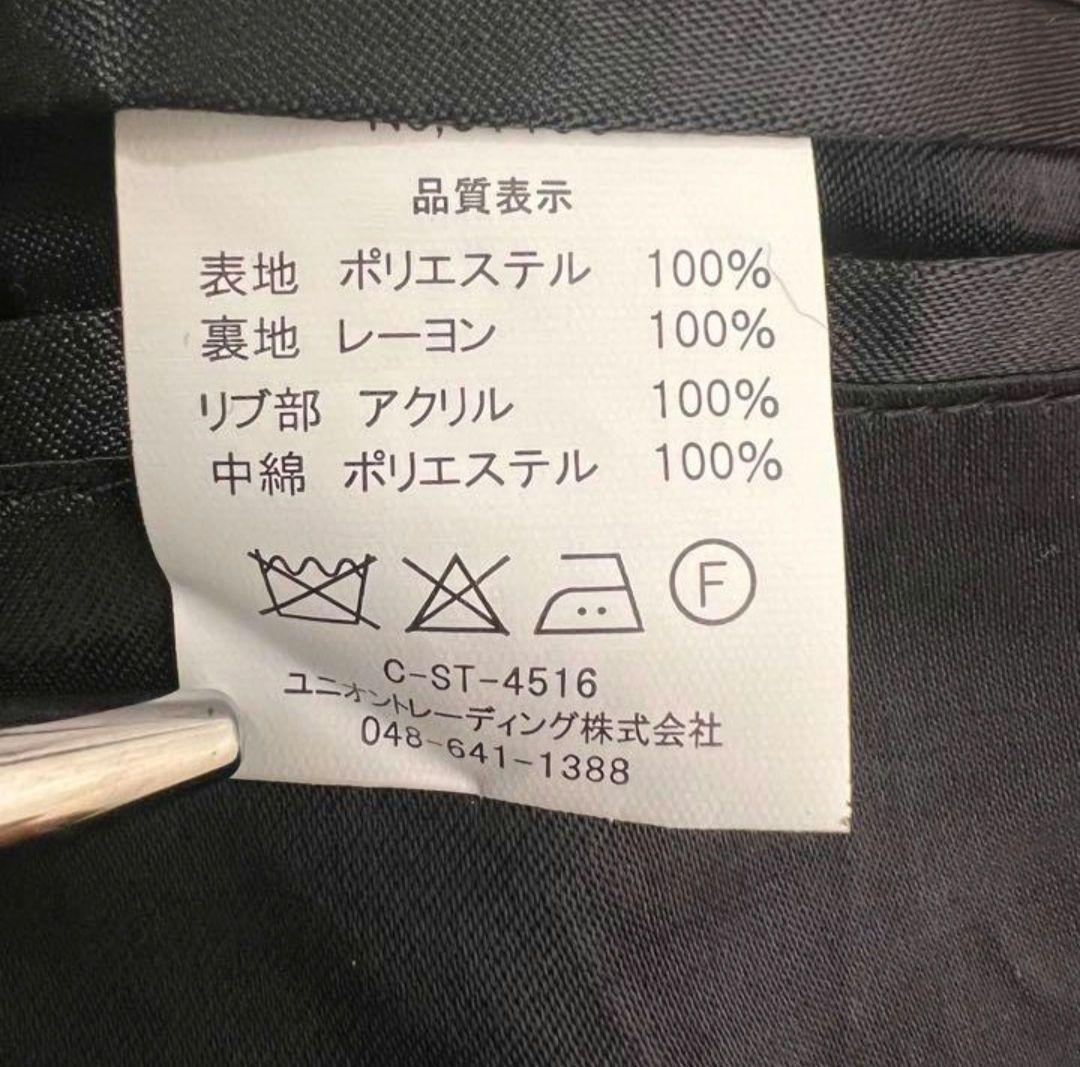 品質表示
表地 ポリエステル 100%
裏地 レーヨン 100%
リブ部 アクリル 100%
中綿 ポリエステル 100%
F
C-ST-4516
ユニオントレーディング株式会社
048-641-1388